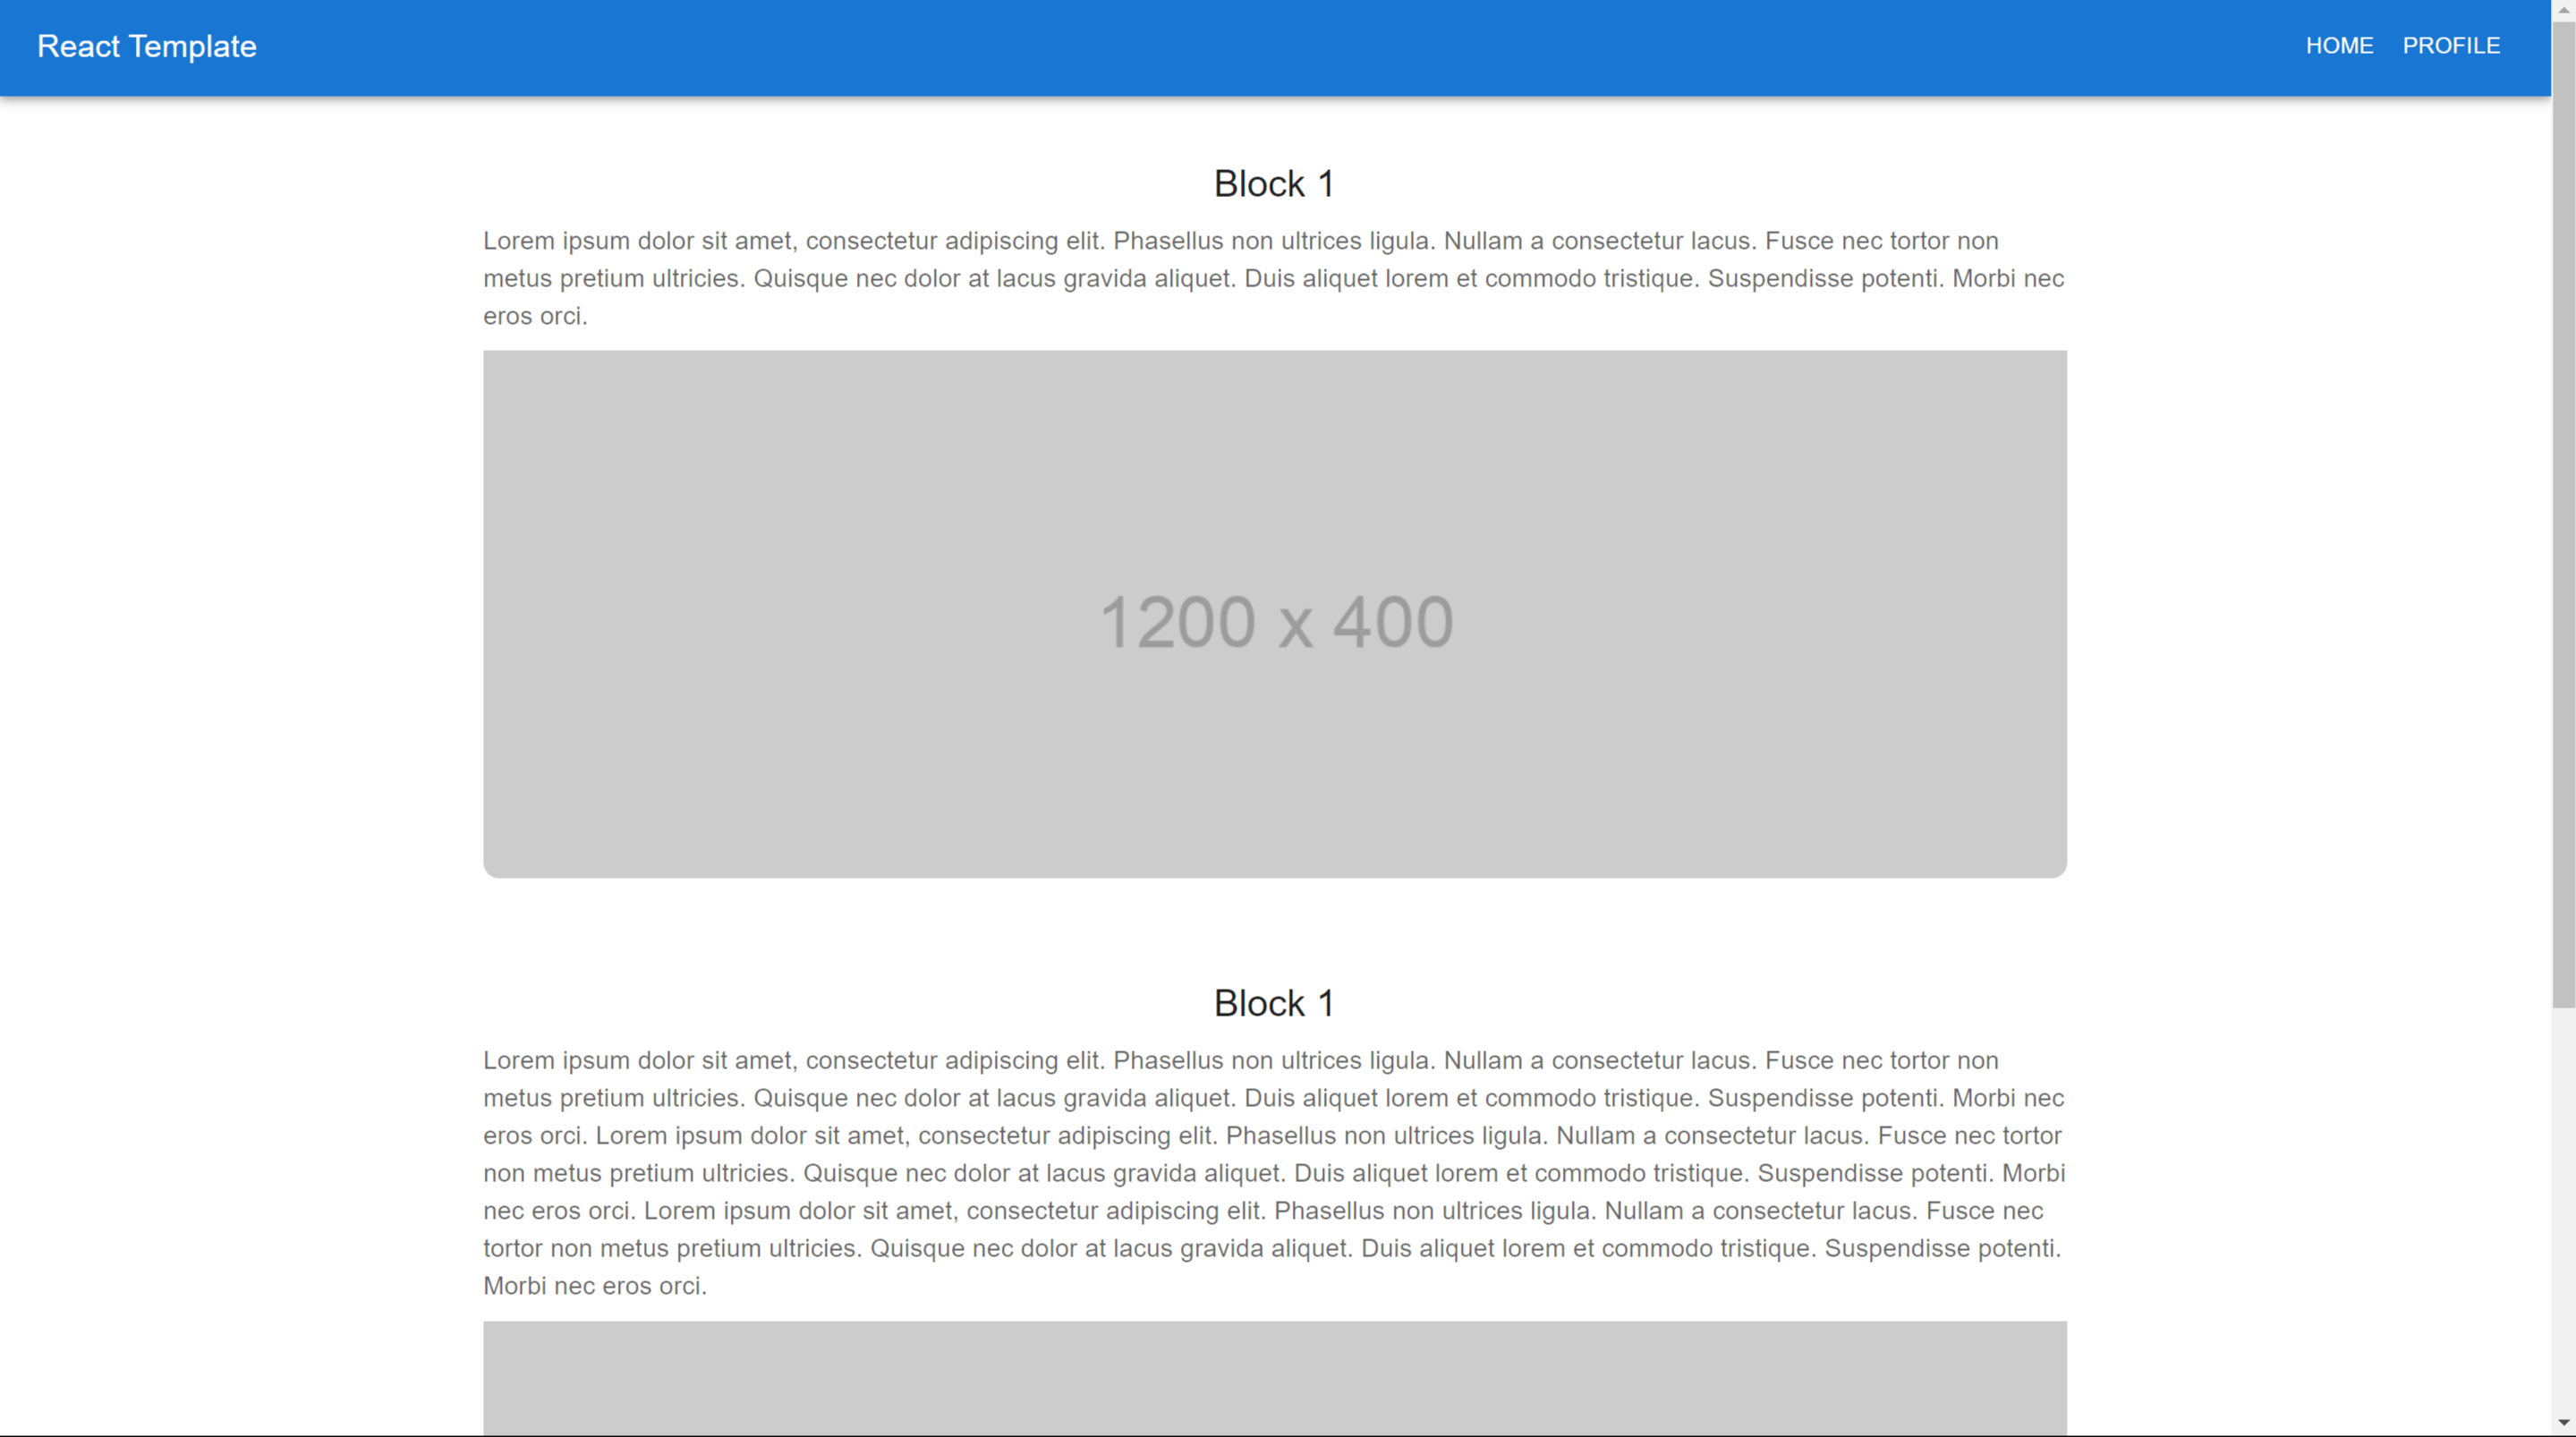 React Template
HOME PROFILE
Block 1
Lorem ipsum dolor sit amet, consectetur adipiscing elit. Phasellus non ultrices ligula. Nullam a consectetur lacus. Fusce nec tortor non
metus pretium ultricies. Quisque nec dolor at lacus gravida aliquet. Duis aliquet lorem et commodo tristique. Suspendisse potenti. Morbi nec
eros orci.
1200 x 400
Block 1
Lorem ipsum dolor sit amet, consectetur adipiscing elit. Phasellus non ultrices ligula. Nullam a consectetur lacus. Fusce nec tortor non
metus pretium ultricies. Quisque nec dolor at lacus gravida aliquet. Duis aliquet lorem et commodo tristique. Suspendisse potenti. Morbi nec
eros orci. Lorem ipsum dolor sit amet, consectetur adipiscing elit. Phasellus non ultrices ligula. Nullam a consectetur lacus. Fusce nec tortor
non metus pretium ultricies. Quisque nec dolor at lacus gravida aliquet. Duis aliquet lorem et commodo tristique. Suspendisse potenti. Morbi
nec eros orci. Lorem ipsum dolor sit amet, consectetur adipiscing elit. Phasellus non ultrices ligula. Nullam a consectetur lacus. Fusce nec
tortor non metus pretium ultricies. Quisque nec dolor at lacus gravida aliquet. Duis aliquet lorem et commodo tristique. Suspendisse potenti.
Morbi nec eros orci.